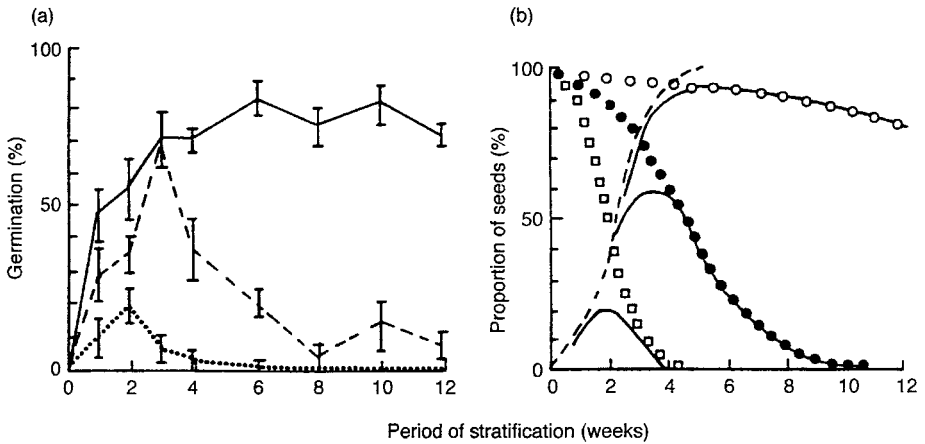 (a)
(b)
100
50
0
Germination (%)
0 2 4 6 8 10 12
100
50
0
Proportion of seeds (%)
0 2 4 6 8 10 12
Period of stratification (weeks)